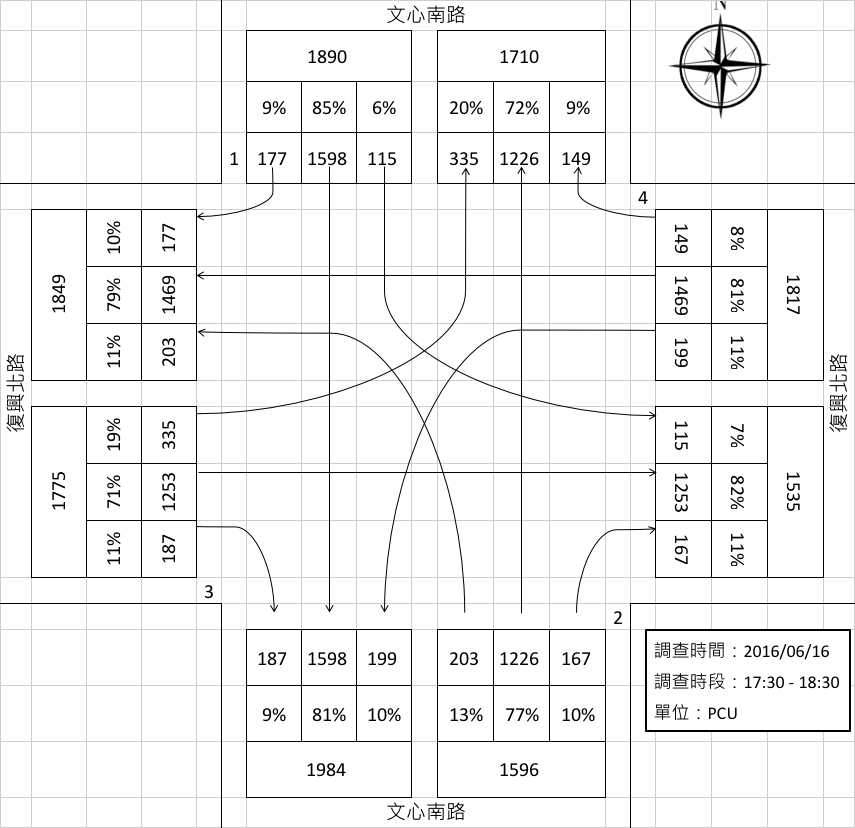 文心南路
N
1890 1710
9% 85% 6% 20% 72% 9%
1 177 1598 115 335 1226 149
4
復興北路
1849
10% 177
79% 1469
11% 203
1775
19% 335
71% 1253
11% 187
149 8%
1469 81%
199 11%
1817
115 7%
1253 82%
167 11%
1535
復興北路
3
2
187 1598 199 203 1226 167
9% 81% 10% 13% 77% 10%
1984 1596
文心南路
調查時間：2016/06/16
調查時段：17:30 - 18:30
單位：PCU